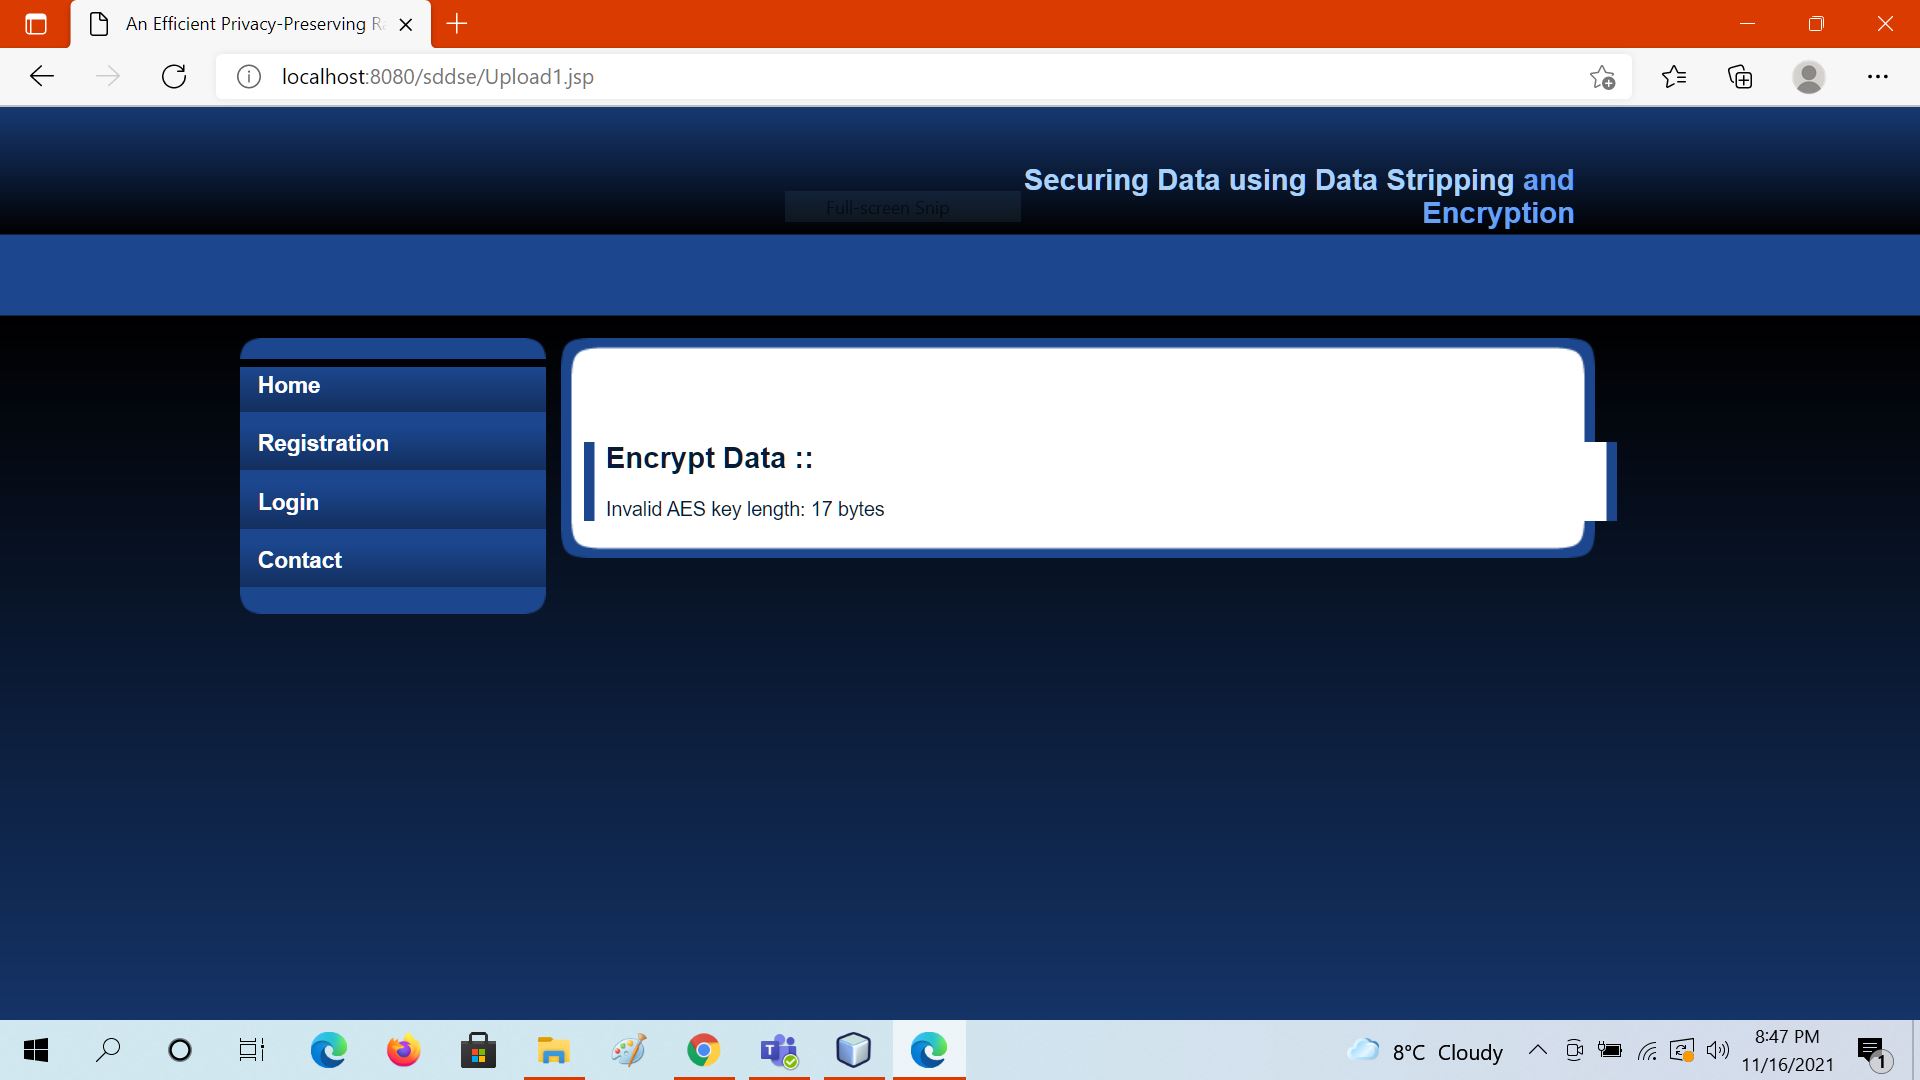 An Efficient Privacy-Preserving Ra
localhost:8080/sddse/Upload1.jsp
Securing Data using Data Stripping and
Encryption
Full-screen Snip
Home
Registration
Login
Contact
Encrypt Data ::
Invalid AES key length: 17 bytes
8°C Cloudy
8:47 PM
11/16/2021
1